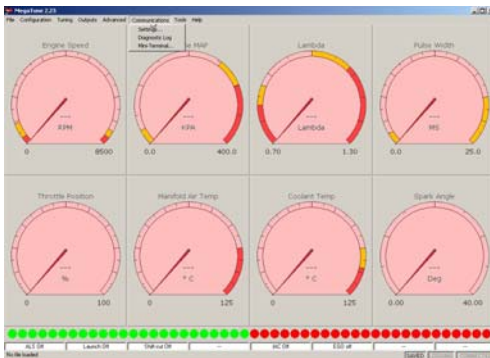 MegaTune 2.25
File Configuration Tuning Outputs Advanced Communications Tools Help
Settings...
Diagnostic Log
Mini-Terminal...
Engine Speed
MAP
Lambda
Pulse Width
RPM
KPA
Lambda
MS
0 8500
0.0 400.0
0.70 1.30
0.0 25.0
Throttle Position
Manifold Air Temp
Coolant Temp
Spark Angle
---
---
---
---
%
° C
° C
Deg
0 100
0 125
0 125
0.00 40.00
ALS Off Launch Off Shift cut Off -- IAC Off EGO off -- --
No file loaded